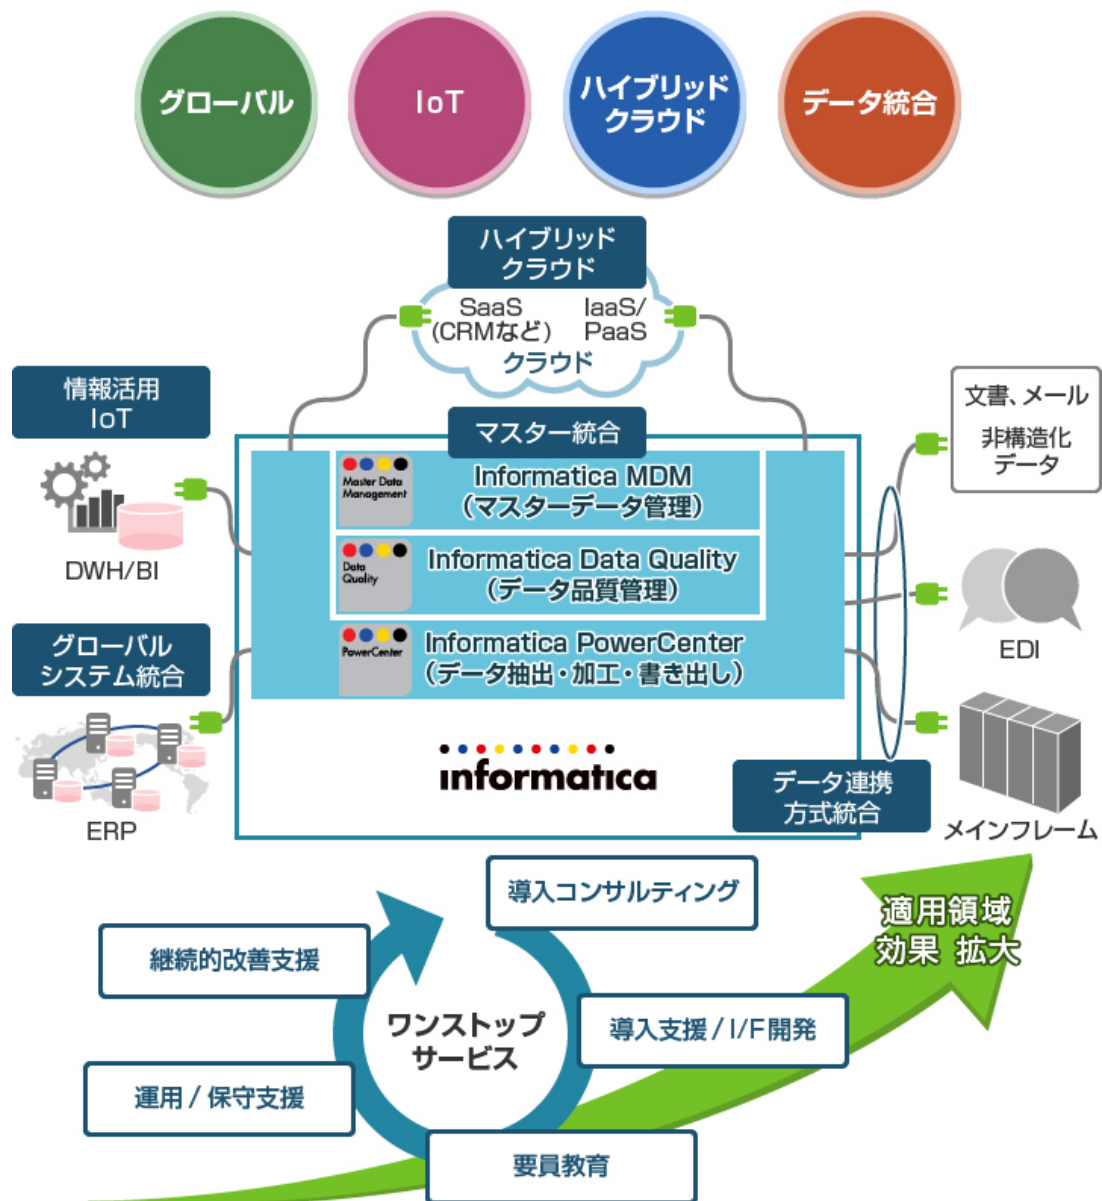 グローバル
IoT
ハイブリッド
クラウド
データ統合
ハイブリッド
クラウド
SaaS
(CRMなど)
IaaS/
PaaS
クラウド
情報活用
IoT
DWH/BI
グローバル
システム統合
ERP
マスター統合
Master Data
Management
Informatica MDM
(マスターデータ管理)
Data
Quality
Informatica Data Quality
(データ品質管理)
PowerCenter
Informatica PowerCenter
(データ抽出・加工・書き出し)
informatica
文書、メール
非構造化
データ
EDI
メインフレーム
データ連携
方式統合
導入コンサルティング
継続的改善支援
ワンストップ
サービス
導入支援 / I/F開発
運用 / 保守支援
要員教育
適用領域
効果 拡大